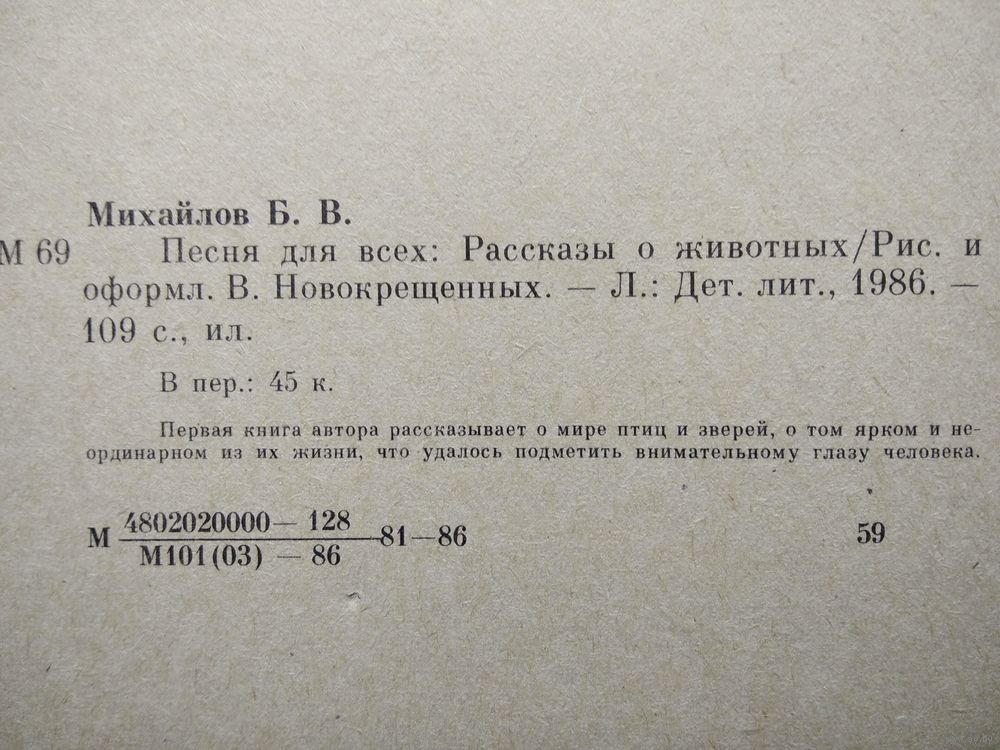 Михайлов Б. В.
М 69 Песня для всех: Рассказы о животных/Рис. и
оформл. В. Новокрещенных. — Л.: Дет. лит., 1986. —
109 с., ил.
В пер.: 45 к.
Первая книга автора рассказывает о мире птиц и зверей, о том ярком и не-
ординарном из их жизни, что удалось подметить внимательному глазу человека.
4802020000— 128
М —81—86 59
М101(03) — 86